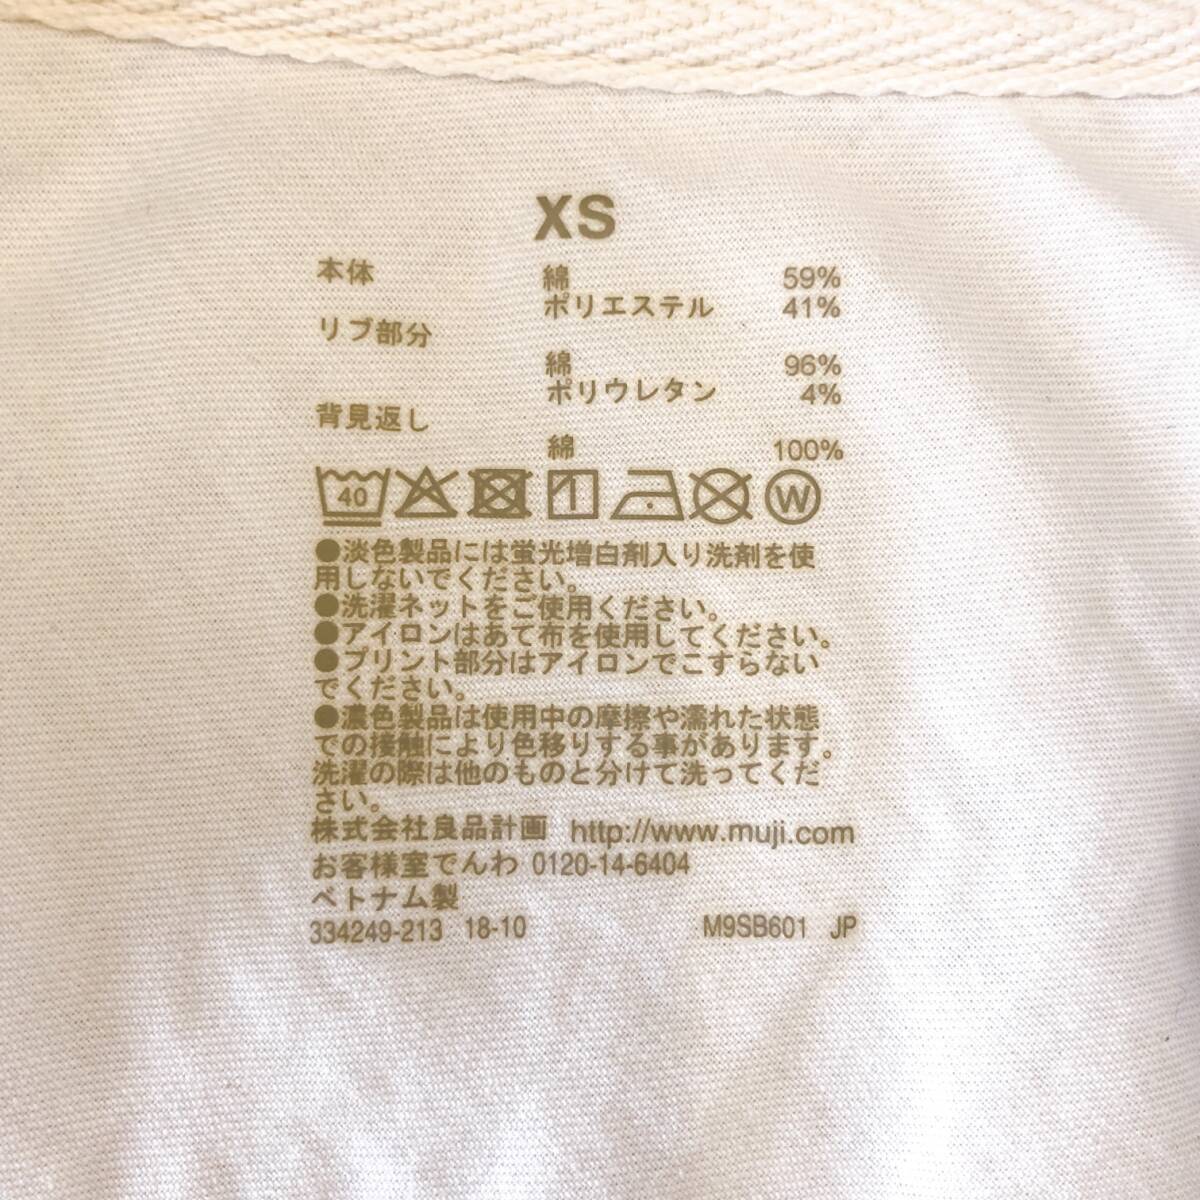 XS
本体 綿 59%
ポリエステル 41%
リブ部分
綿 96%
ポリウレタン 4%
背見返し
綿 100%
40 W
●淡色製品には蛍光増白剤入り洗剤を使
用しないでください。
●洗濯ネットをご使用ください。
●アイロンはあて布を使用してください。
●プリント部分はアイロンでこすらない
でください。
●濃色製品は使用中の摩擦や濡れた状態
での接触により色移りする事があります。
洗濯の際は他のものと分けて洗ってくだ
さい。
株式会社良品計画 http://www.muji.com
お客様室でんわ 0120-14-6404
ベトナム製
334249-213 18-10 M9SB601 JP